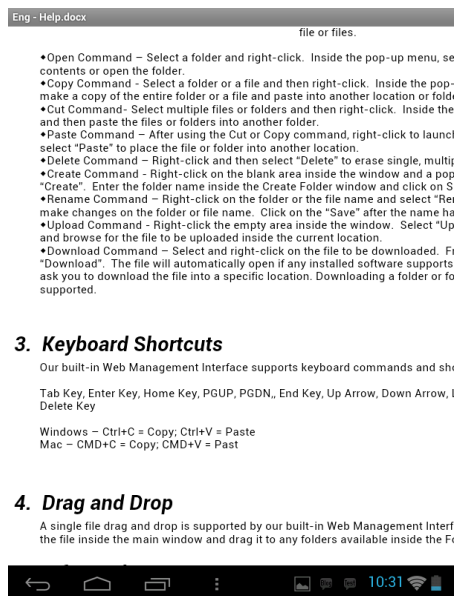 Eng - Help.docx
file or files.
◆Open Command – Select a folder and right-click.  Inside the pop-up menu, se
contents or open the folder.
◆Copy Command - Select a folder or a file and then right-click.  Inside the pop-
make a copy of the entire folder or a file and paste into another location or folde
◆Cut Command- Select multiple files or folders and then right-click.  Inside the
and then paste the files or folders into another folder.
◆Paste Command – After using the Cut or Copy command, right-click to launch
select “Paste” to place the file or folder into another location.
◆Delete Command – Right-click and then select “Delete” to erase single, multip
◆Create Command - Right-click on the blank area inside the window and a pop
“Create”.  Enter the folder name inside the Create Folder window and click on S
◆Rename Command – Right-click on the folder or the file name and select “Rer
make changes on the folder or file name.  Click on the “Save” after the name ha
◆Upload Command - Right-click the empty area inside the window.  Select “Up
and browse for the file to be uploaded inside the current location.
◆Download Command – Select and right-click on the file to be downloaded.  Fr
“Download”.  The file will automatically open if any installed software supports
ask you to download the file into a specific location. Downloading a folder or fo
supported.
3.  Keyboard Shortcuts
Our built-in Web Management Interface supports keyboard commands and sho
Tab Key, Enter Key, Home Key, PGUP, PGDN,, End Key, Up Arrow, Down Arrow, L
Delete Key
Windows – Ctrl+C = Copy; Ctrl+V = Paste
Mac – CMD+C = Copy; CMD+V = Past
4.  Drag and Drop
A single file drag and drop is supported by our built-in Web Management Interf
the file inside the main window and drag it to any folders available inside the Fo
10:31